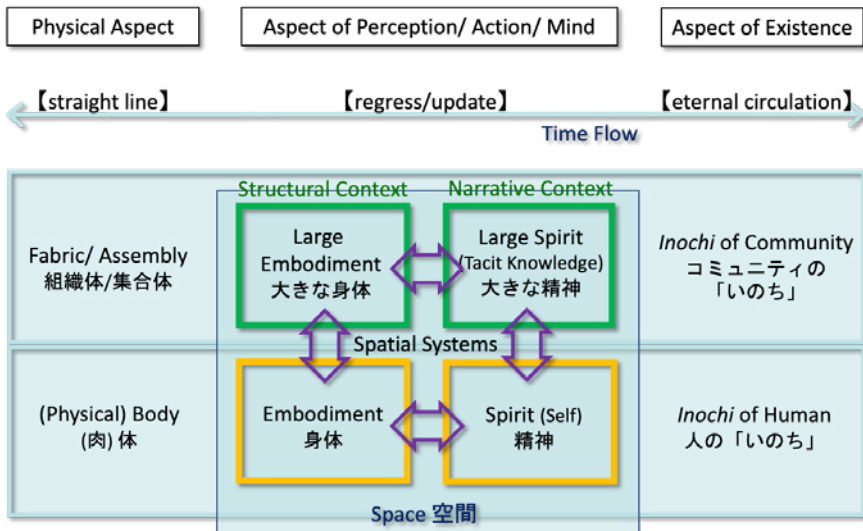 Physical Aspect
Aspect of Perception/ Action/ Mind
Aspect of Existence
【straight line】
【regress/update】
【eternal circulation】
Time Flow
Structural Context
Narrative Context
Fabric/ Assembly
組織体/集合体
Large
Embodiment
大きな身体
Large Spirit
(Tacit Knowledge)
大きな精神
Inochi of Community
コミュニティの
「いのち」
Spatial Systems
(Physical) Body
(肉) 体
Embodiment
身体
Spirit (Self)
精神
Inochi of Human
人の「いのち」
Space 空間